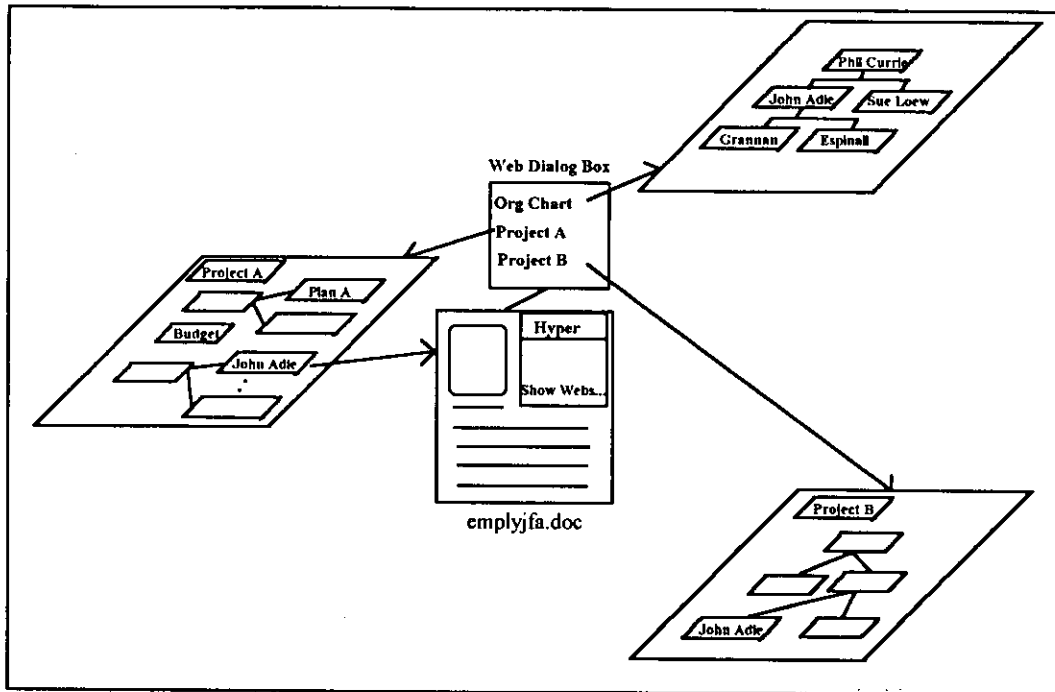 Phil Currie
John Adie
Sue Loew
Grannan
Espinall
Web Dialog Box
Org Chart
Project A
Project B
Project A
Plan A
Budget
John Adie
Hyper
Show Webs...
emplyjfa.doc
Project B
John Adie